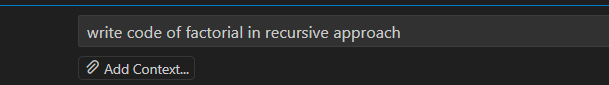 write code of factorial in recursive approach
Add Context...